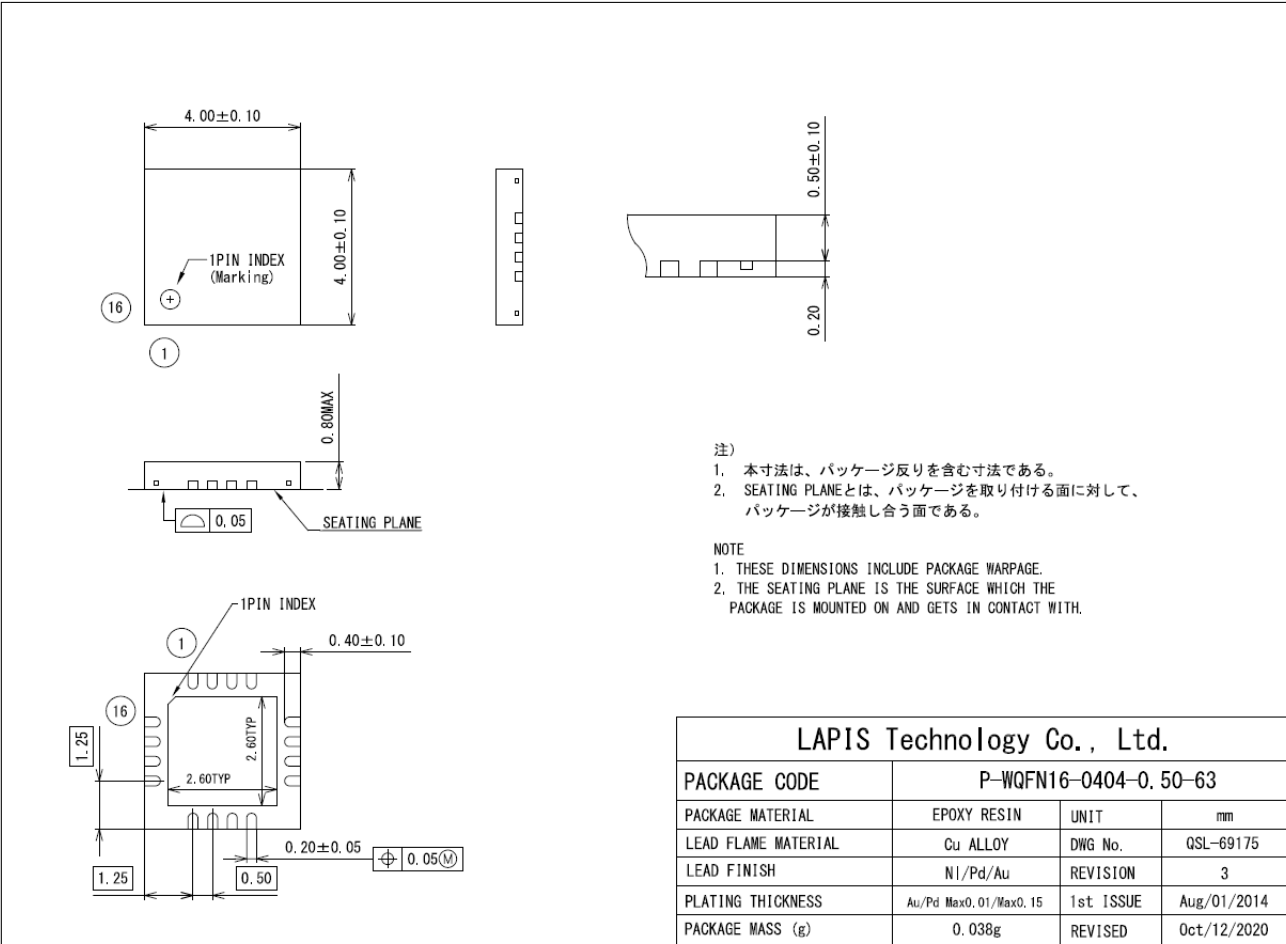 4.00±0.10
4.00±0.10
1PIN INDEX
(Marking)
16
1
0.50±0.10
0.20
0.80MAX
0.05
SEATING PLANE
注)
1. 本寸法は、パッケージ反りを含む寸法である。
2. SEATING PLANEとは、パッケージを取り付ける面に対して、
パッケージが接触し合う面である。
NOTE
1. THESE DIMENSIONS INCLUDE PACKAGE WARPAGE.
2. THE SEATING PLANE IS THE SURFACE WHICH THE
PACKAGE IS MOUNTED ON AND GETS IN CONTACT WITH.
1PIN INDEX
1
0.40±0.10
16
1.25
2.60TYP
2.60TYP
0.20±0.05
0.05Ⓜ
1.25
0.50
LAPIS Technology Co., Ltd.
PACKAGE CODE P-WQFN16-0404-0.50-63
PACKAGE MATERIAL EPOXY RESIN UNIT mm
LEAD FLAME MATERIAL Cu ALLOY DWG No. QSL-69175
LEAD FINISH Ni/Pd/Au REVISION 3
PLATING THICKNESS Au/Pd Max0.01/Max0.15 1st ISSUE Aug/01/2014
PACKAGE MASS (g) 0.038g REVISED Oct/12/2020